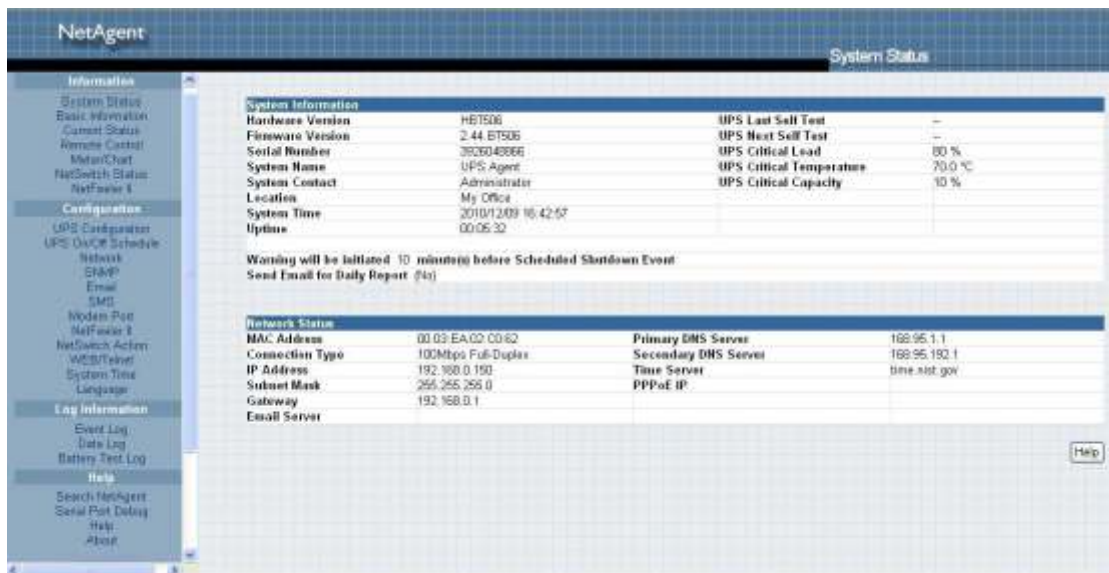 NetAgent
System Status
Information
System Status
Basic Information
Current Status
Remote Control
Meter/Chart
NetSwitch Status
NetFeeler II
Configuration
UPS Configuration
UPS On/Off Schedule
Network
SNMP
Email
SMS
Modem Port
NetFeeler II
NetSwitch Action
WEB/Telnet
System Time
Language
Log Information
Event Log
Data Log
Battery Test Log
Help
Search NetAgent
Serial Port Debug
Help
About
System Information
Hardware Version HBT506 UPS Last Self Test --
Firmware Version 2.44.BT506 UPS Next Self Test --
Serial Number 3926048866 UPS Critical Load 80 %
System Name UPS Agent UPS Critical Temperature 70.0 °C
System Contact Administrator UPS Critical Capacity 10 %
Location My Office
System Time 2010/12/09 16:42:57
Uptime 00:05:32
Warning will be initiated 10 minute(s) before Scheduled Shutdown Event
Send Email for Daily Report (No)
Network Status
MAC Address 00:03:EA:02:C0:62 Primary DNS Server 168.95.1.1
Connection Type 100Mbps Full-Duplex Secondary DNS Server 168.95.192.1
IP Address 192.168.0.150 Time Server time.nist.gov
Subnet Mask 255.255.255.0 PPPoE IP
Gateway 192.168.0.1
Email Server
Help